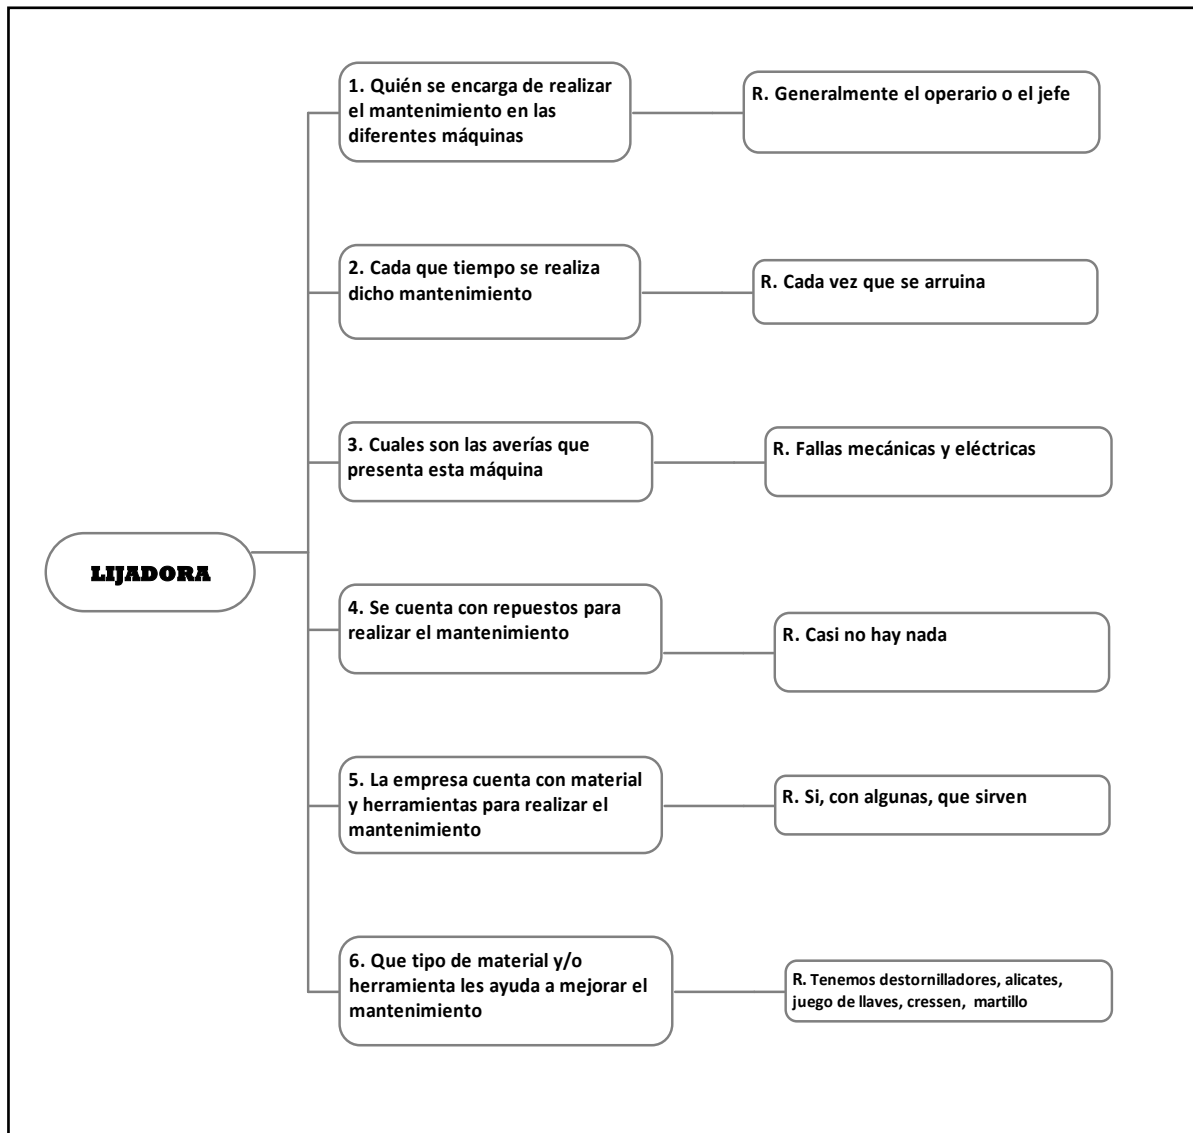 1. Quién se encarga de realizar
el mantenimiento en las
diferentes máquinas
R. Generalmente el operario o el jefe
2. Cada que tiempo se realiza
dicho mantenimiento
R. Cada vez que se arruina
3. Cuales son las averías que
presenta esta máquina
R. Fallas mecánicas y eléctricas
LIJADORA
4. Se cuenta con repuestos para
realizar el mantenimiento
R. Casi no hay nada
5. La empresa cuenta con material
y herramientas para realizar el
mantenimiento
R. Si, con algunas, que sirven
6. Que tipo de material y/o
herramienta les ayuda a mejorar el
mantenimiento
R. Tenemos destornilladores, alicates,
juego de llaves, cressen, martillo